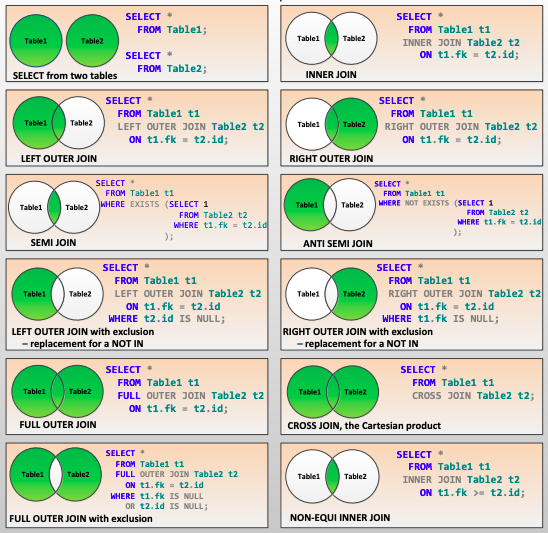 Table1
Table2
SELECT *
FROM Table1;
SELECT *
FROM Table2;
SELECT from two tables
Table1
Table2
SELECT *
FROM Table1 t1
INNER JOIN Table2 t2
ON t1.fk = t2.id;
INNER JOIN
Table1
Table2
SELECT *
FROM Table1 t1
LEFT OUTER JOIN Table2 t2
ON t1.fk = t2.id;
LEFT OUTER JOIN
Table1
Table2
SELECT *
FROM Table1 t1
RIGHT OUTER JOIN Table2 t2
ON t1.fk = t2.id;
RIGHT OUTER JOIN
Table1
Table2
SELECT *
FROM Table1 t1
WHERE EXISTS (SELECT 1
FROM Table2 t2
WHERE t1.fk = t2.id
);
SEMI JOIN
Table1
Table2
SELECT *
FROM Table1 t1
WHERE NOT EXISTS (SELECT 1
FROM Table2 t2
WHERE t1.fk = t2.id
);
ANTI SEMI JOIN
Table1
Table2
SELECT *
FROM Table1 t1
LEFT OUTER JOIN Table2 t2
ON t1.fk = t2.id
WHERE t2.id IS NULL;
LEFT OUTER JOIN with exclusion
– replacement for a NOT IN
Table1
Table2
SELECT *
FROM Table1 t1
RIGHT OUTER JOIN Table2 t2
ON t1.fk = t2.id
WHERE t1.fk IS NULL;
RIGHT OUTER JOIN with exclusion
– replacement for a NOT IN
Table1
Table2
SELECT *
FROM Table1 t1
FULL OUTER JOIN Table2 t2
ON t1.fk = t2.id;
FULL OUTER JOIN
Table1
Table2
SELECT *
FROM Table1 t1
CROSS JOIN Table2 t2;
CROSS JOIN, the Cartesian product
Table1
Table2
SELECT *
FROM Table1 t1
FULL OUTER JOIN Table2 t2
ON t1.fk = t2.id
WHERE t1.fk IS NULL
OR t2.id IS NULL;
FULL OUTER JOIN with exclusion
Table1
Table2
SELECT *
FROM Table1 t1
INNER JOIN Table2 t2
ON t1.fk >= t2.id;
NON-EQUI INNER JOIN